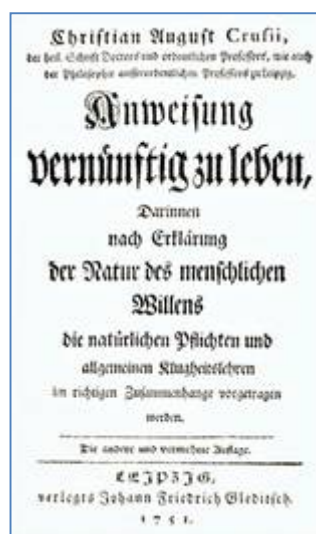 Christian August Crusii,
der heil. Schrift Doctors und ordentlichen Professors, wie auch
der Philosophie ausserordentlichen Professors zu Leipzig,
Anweisung
vernünftig zu leben,
Darinnen
nach Erklärung
der Natur des menschlichen
Willens
die natürlichen Pflichten und
allgemeinen Klugheitslehren
im richtigen Zusammenhange vorgetragen
werden.
Die andere und vermehrte Auflage.
LEIPZIG,
verlegts Johann Friedrich Gleditsch.
1751.